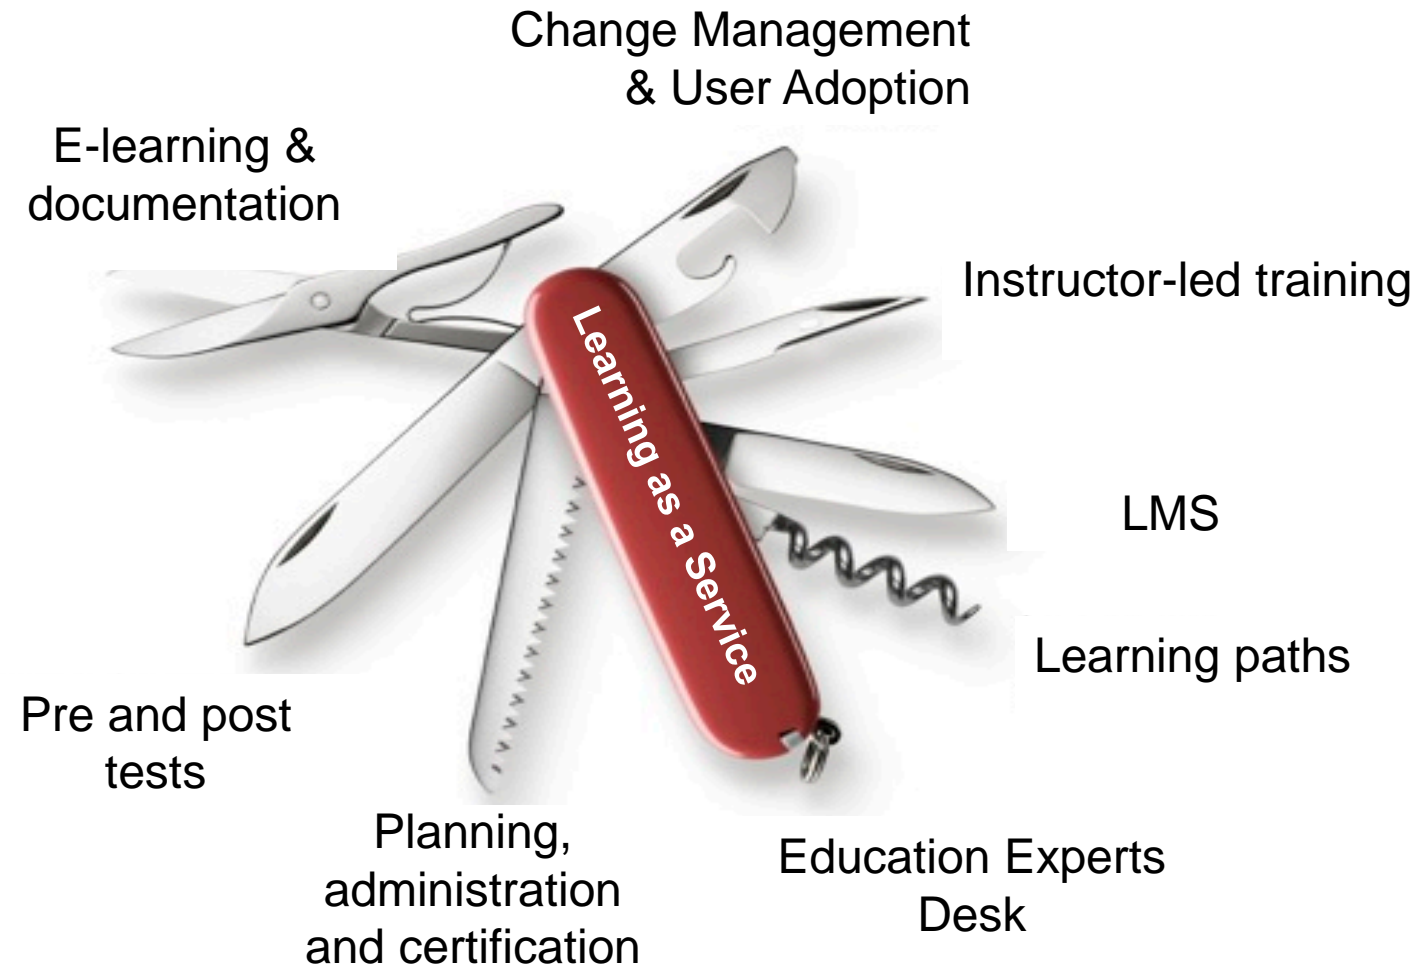 Change Management
& User Adoption
E-learning &
documentation
Instructor-led training
Learning as a Service
LMS
Learning paths
Pre and post
tests
Planning,
administration
and certification
Education Experts
Desk